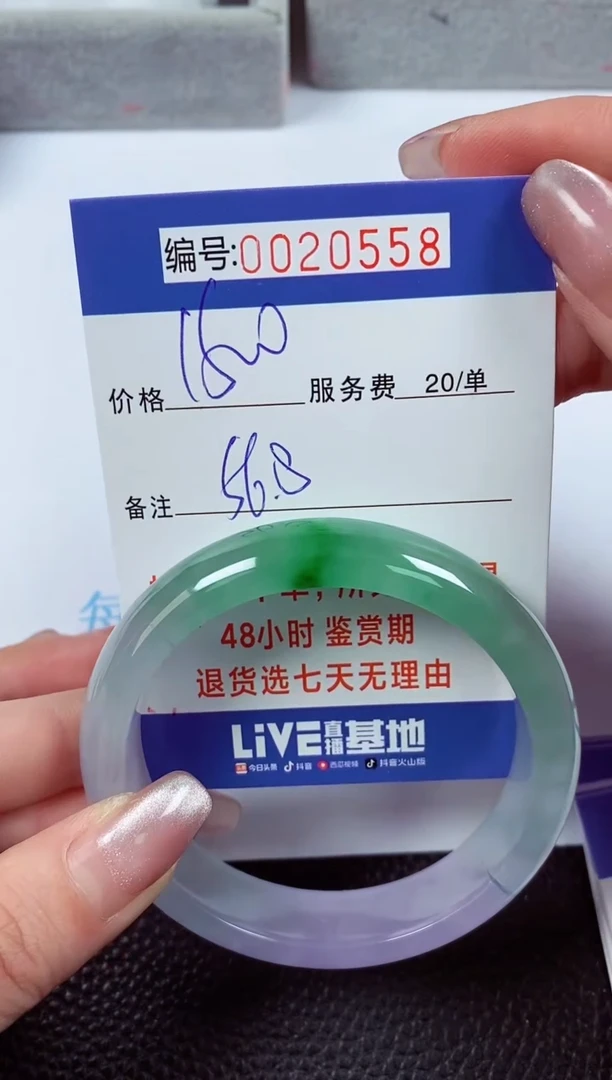 编号:0020558
价格 1500 服务费 20/单
备注 56.8
48小时 鉴赏期
退货选七天无理由
LiVE直播基地
今日头条 抖音 西瓜视频 抖音火山版
每